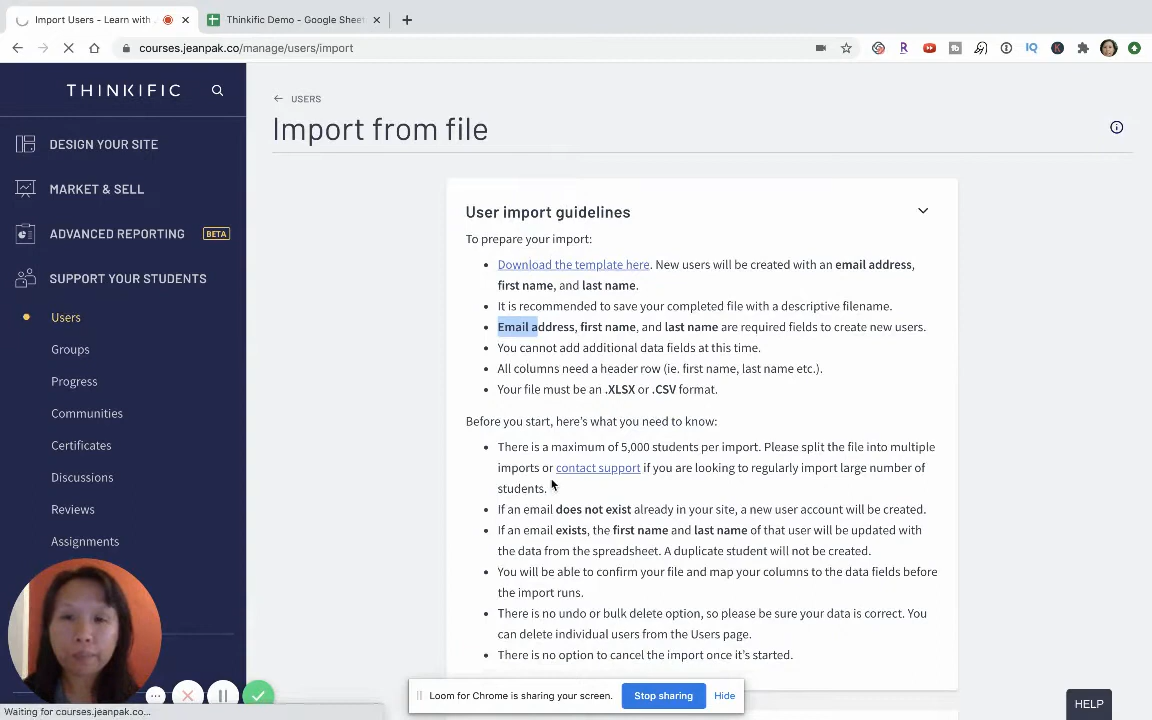 Import Users - Learn with
Thinkific Demo - Google Sheet
courses.jeanpak.co/manage/users/import
THINKIFIC
DESIGN YOUR SITE
MARKET & SELL
ADVANCED REPORTING
BETA
SUPPORT YOUR STUDENTS
Users
Groups
Progress
Communities
Certificates
Discussions
Reviews
Assignments
Waiting for courses.jeanpak.co...
USERS
Import from file
User import guidelines
To prepare your import:
Download the template here. New users will be created with an email address,
first name, and last name.
It is recommended to save your completed file with a descriptive filename.
Email address, first name, and last name are required fields to create new users.
You cannot add additional data fields at this time.
All columns need a header row (ie. first name, last name etc.).
Your file must be an .XLSX or .CSV format.
Before you start, here's what you need to know:
There is a maximum of 5,000 students per import. Please split the file into multiple
imports or contact support if you are looking to regularly import large number of
students.
If an email does not exist already in your site, a new user account will be created.
If an email exists, the first name and last name of that user will be updated with
the data from the spreadsheet. A duplicate student will not be created.
You will be able to confirm your file and map your columns to the data fields before
the import runs.
There is no undo or bulk delete option, so please be sure your data is correct. You
can delete individual users from the Users page.
There is no option to cancel the import once it's started.
Loom for Chrome is sharing your screen.
Stop sharing
Hide
HELP